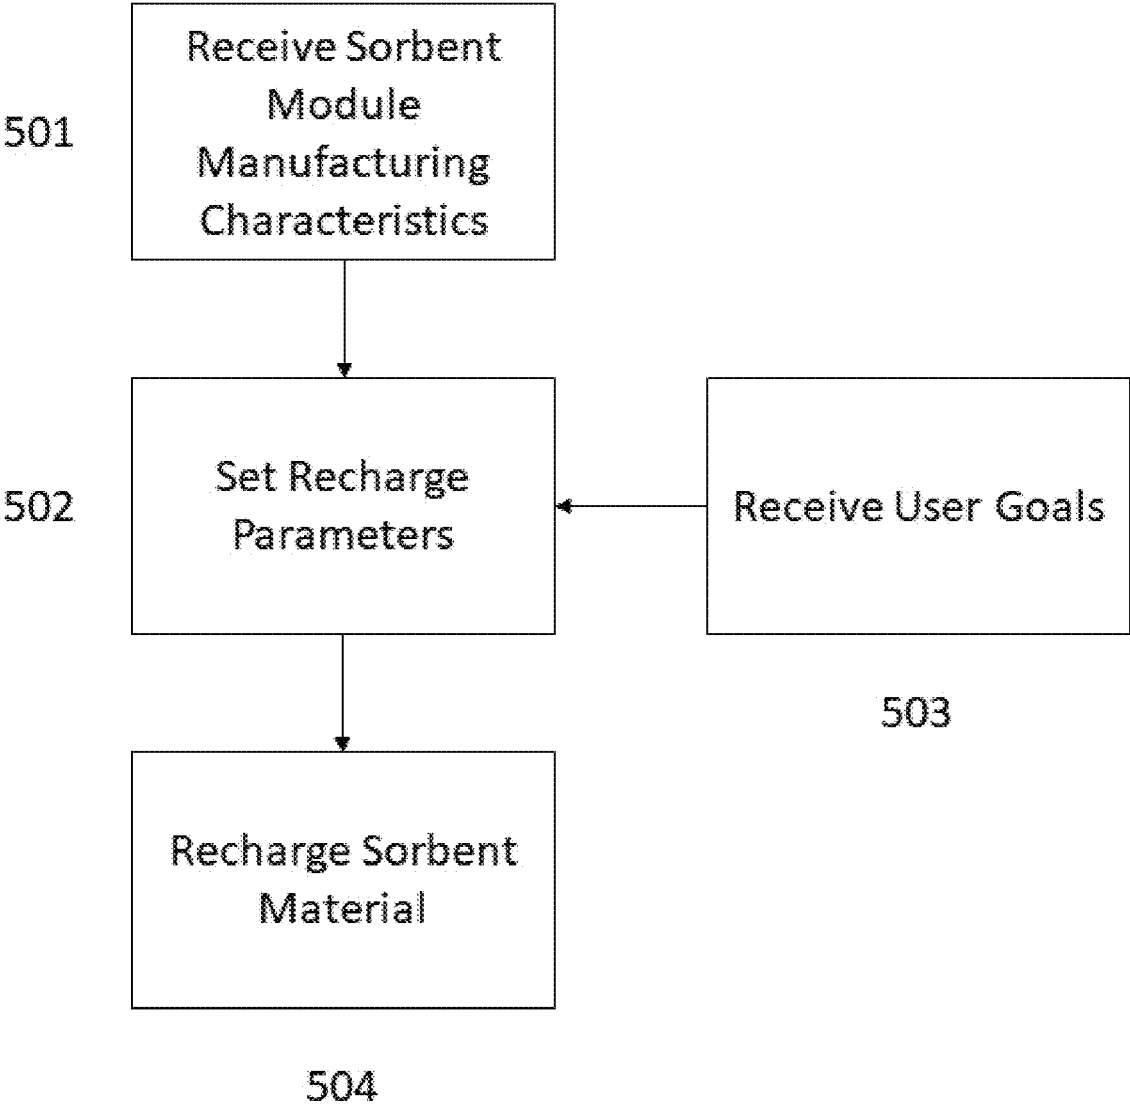 501
Receive Sorbent
Module
Manufacturing
Characteristics
502
Set Recharge
Parameters
Receive User Goals
503
Recharge Sorbent
Material
504